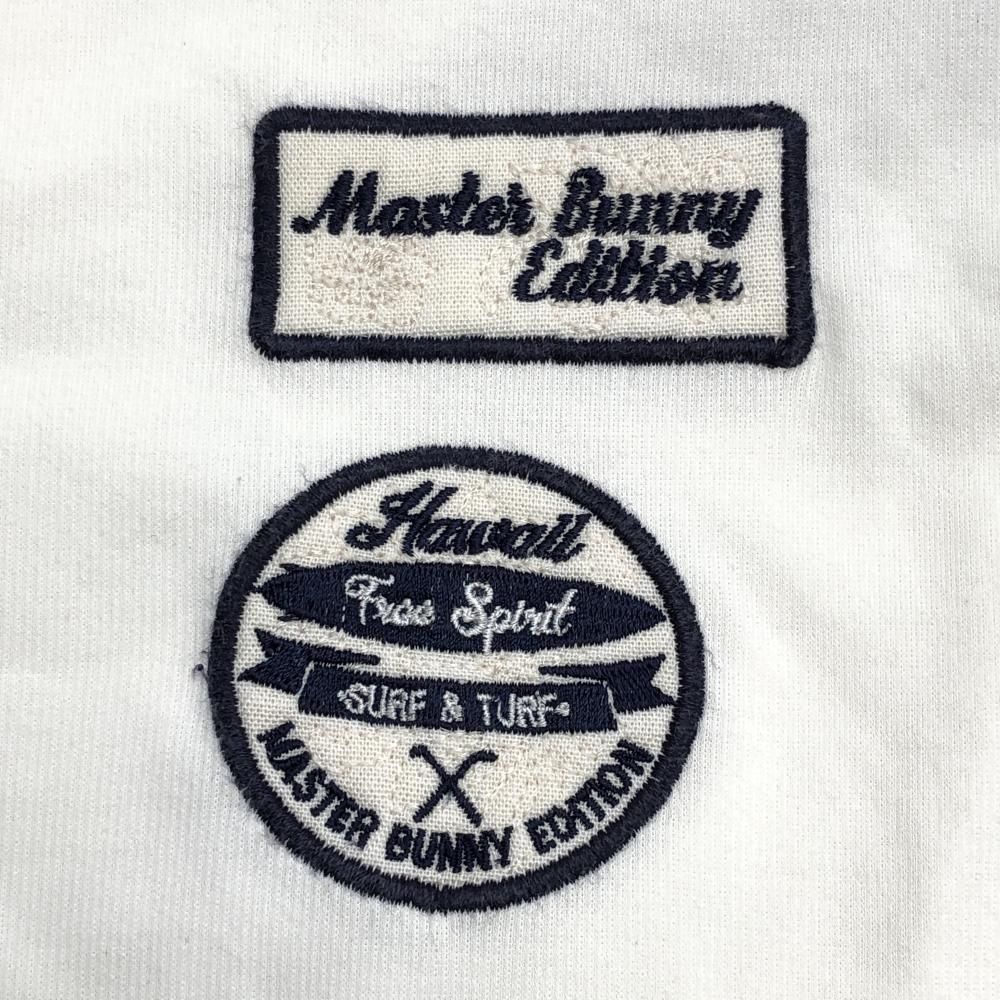 Master Bunny
Edition
Hawaii
Free Spirit
SURF & TURF
MASTER BUNNY EDITION